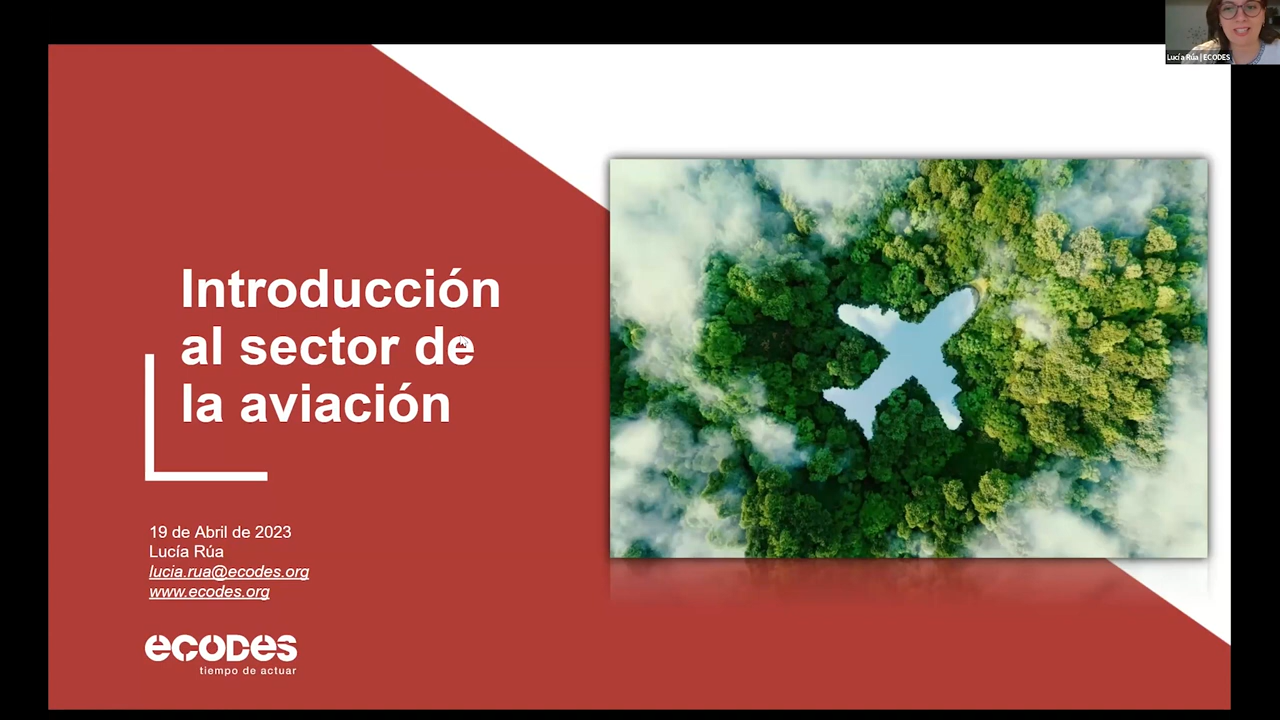 Lucía Rúa | ECODES
Introducción
al sector de
la aviación
19 de Abril de 2023
Lucía Rúa
lucia.rua@ecodes.org
www.ecodes.org
ecodes
tiempo de actuar